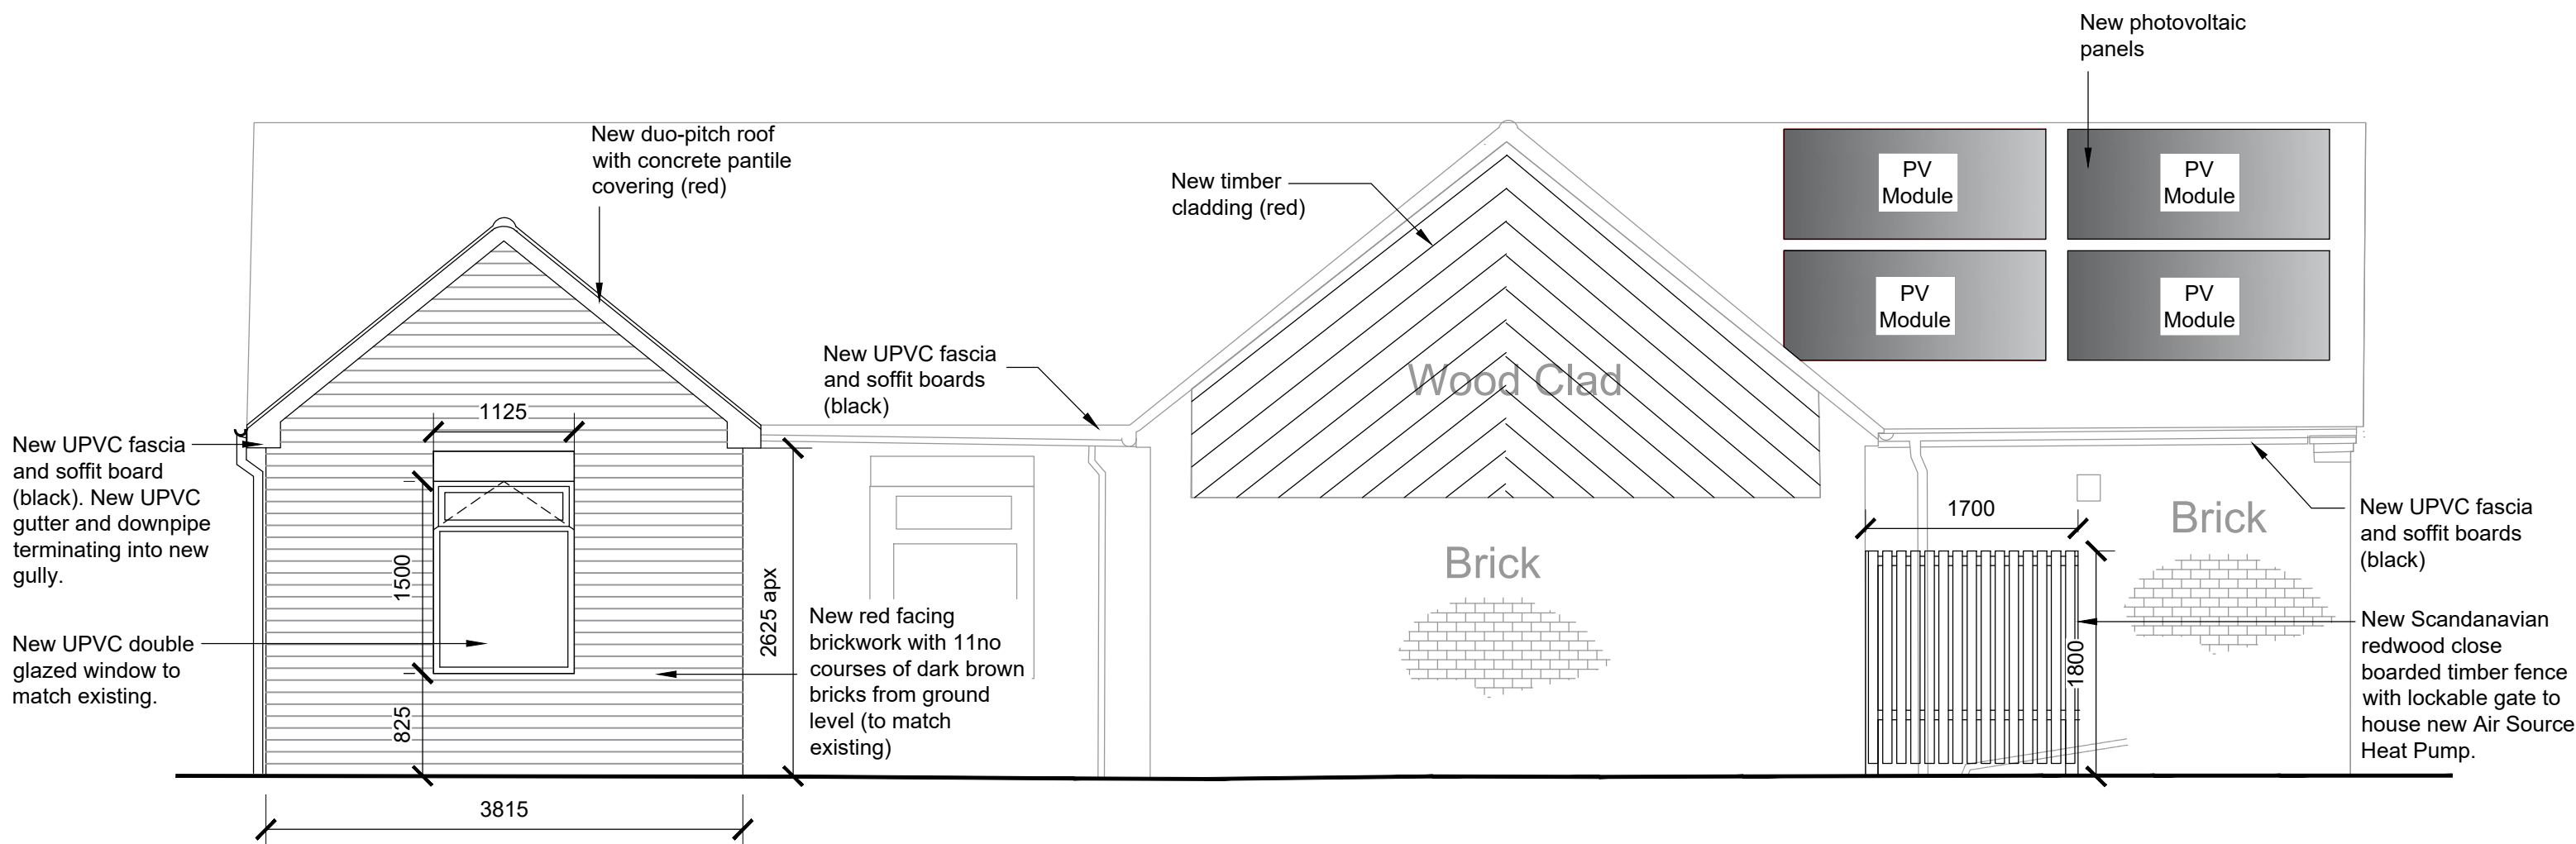 New photovoltaic
panels
New duo-pitch roof
with concrete pantile
covering (red)
New timber
cladding (red)
PV
Module
PV
Module
PV
Module
PV
Module
New UPVC fascia
and soffit boards
(black)
Wood Clad
1125
New UPVC fascia
and soffit board
(black). New UPVC
gutter and downpipe
terminating into new
gully.
1500
2625 apx
825
New UPVC double
glazed window to
match existing.
New red facing
brickwork with 11no
courses of dark brown
bricks from ground
level (to match
existing)
Brick
1700
Brick
1800
New UPVC fascia
and soffit boards
(black)
New Scandanavian
redwood close
boarded timber fence
with lockable gate to
house new Air Source
Heat Pump.
3815